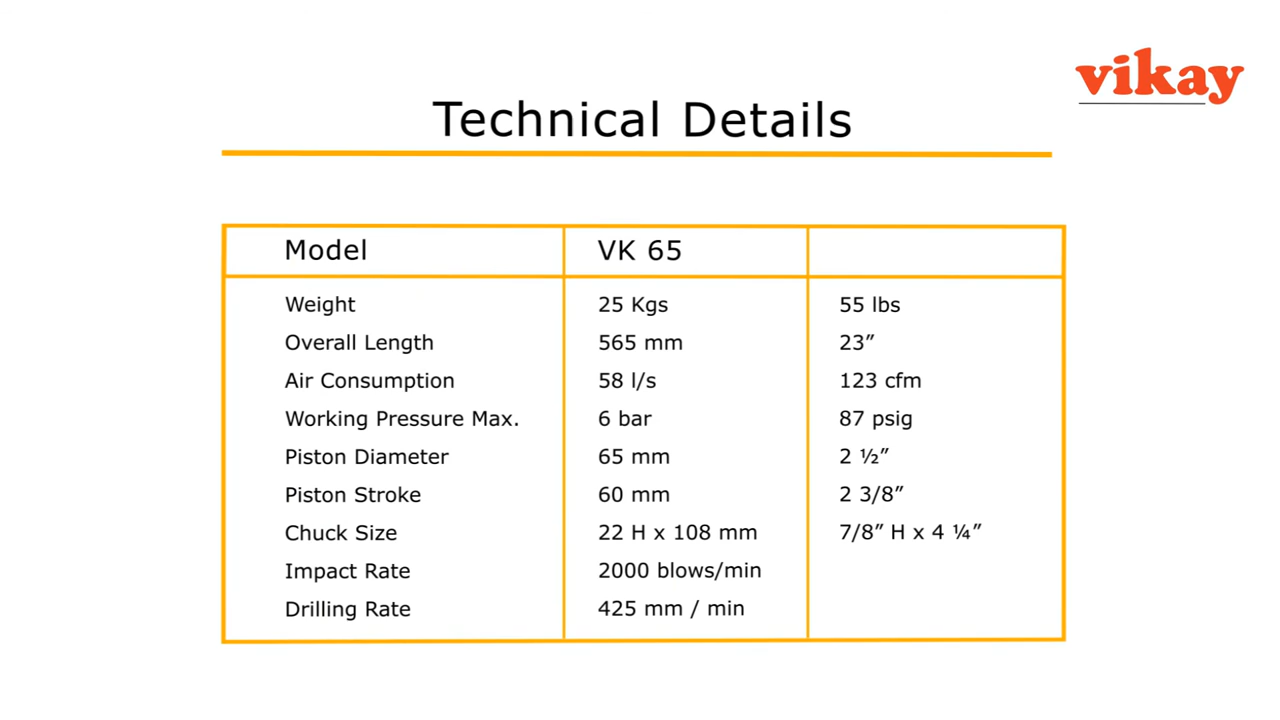 vikay
Technical Details
Model VK 65
Weight 25 Kgs 55 lbs
Overall Length 565 mm 23”
Air Consumption 58 l/s 123 cfm
Working Pressure Max. 6 bar 87 psig
Piston Diameter 65 mm 2 ½”
Piston Stroke 60 mm 2 3/8”
Chuck Size 22 H x 108 mm 7/8” H x 4 ¼”
Impact Rate 2000 blows/min
Drilling Rate 425 mm / min